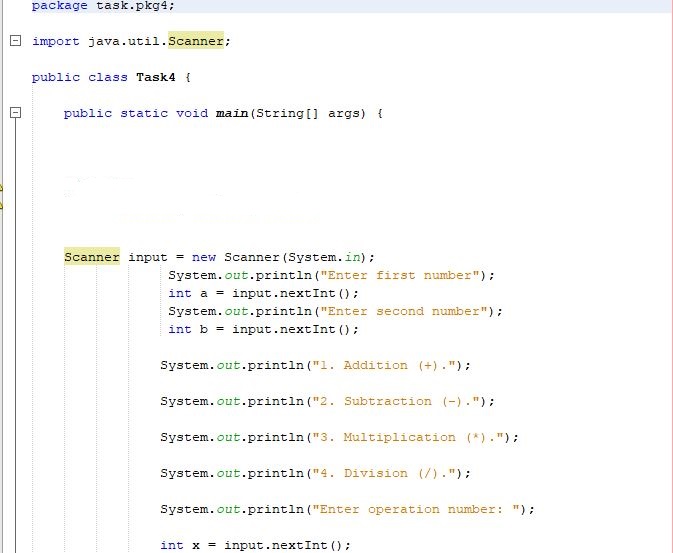 package task.pkg4;
import java.util.Scanner;
public class Task4 {
public static void main(String[] args) {
Scanner input = new Scanner(System.in);
System.out.println("Enter first number");
int a = input.nextInt();
System.out.println("Enter second number");
int b = input.nextInt();
System.out.println("1. Addition (+).");
System.out.println("2. Subtraction (-).");
System.out.println("3. Multiplication (*).");
System.out.println("4. Division (/).");
System.out.println("Enter operation number: ");
int x = input.nextInt();